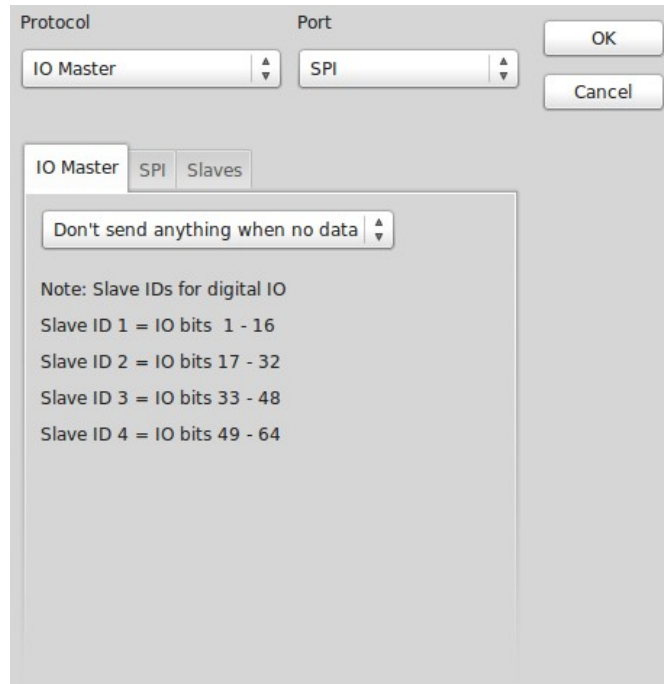 Protocol
Port
OK
IO Master
SPI
Cancel
IO Master
SPI
Slaves
Don't send anything when no data
Note: Slave IDs for digital IO
Slave ID 1 = IO bits  1 - 16
Slave ID 2 = IO bits 17 - 32
Slave ID 3 = IO bits 33 - 48
Slave ID 4 = IO bits 49 - 64